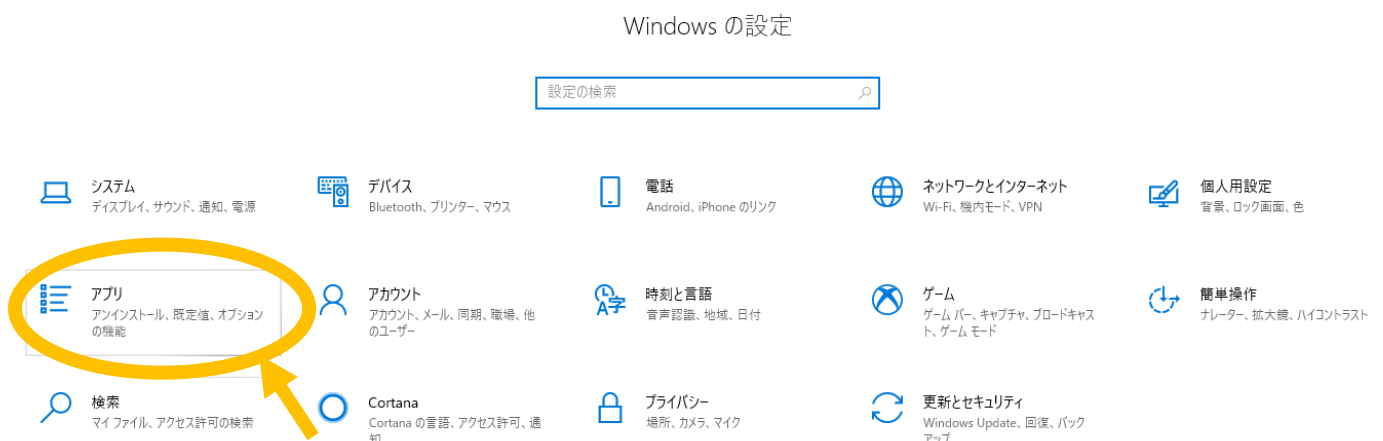 Windows の設定
設定の検索
システム
ディスプレイ、サウンド、通知、電源
デバイス
Bluetooth、プリンター、マウス
電話
Android、iPhone のリンク
ネットワークとインターネット
Wi-Fi、機内モード、VPN
個人用設定
背景、ロック画面、色
アプリ
アンインストール、既定値、オプション
の機能
アカウント
アカウント、メール、同期、職場、他
のユーザー
時刻と言語
音声認識、地域、日付
ゲーム
ゲーム バー、キャプチャ、ブロードキャス
ト、ゲーム モード
簡単操作
ナレーター、拡大鏡、ハイコントラスト
検索
マイ ファイル、アクセス許可の検索
Cortana
Cortana の言語、アクセス許可、通
知
プライバシー
場所、カメラ、マイク
更新とセキュリティ
Windows Update、回復、バック
アップ